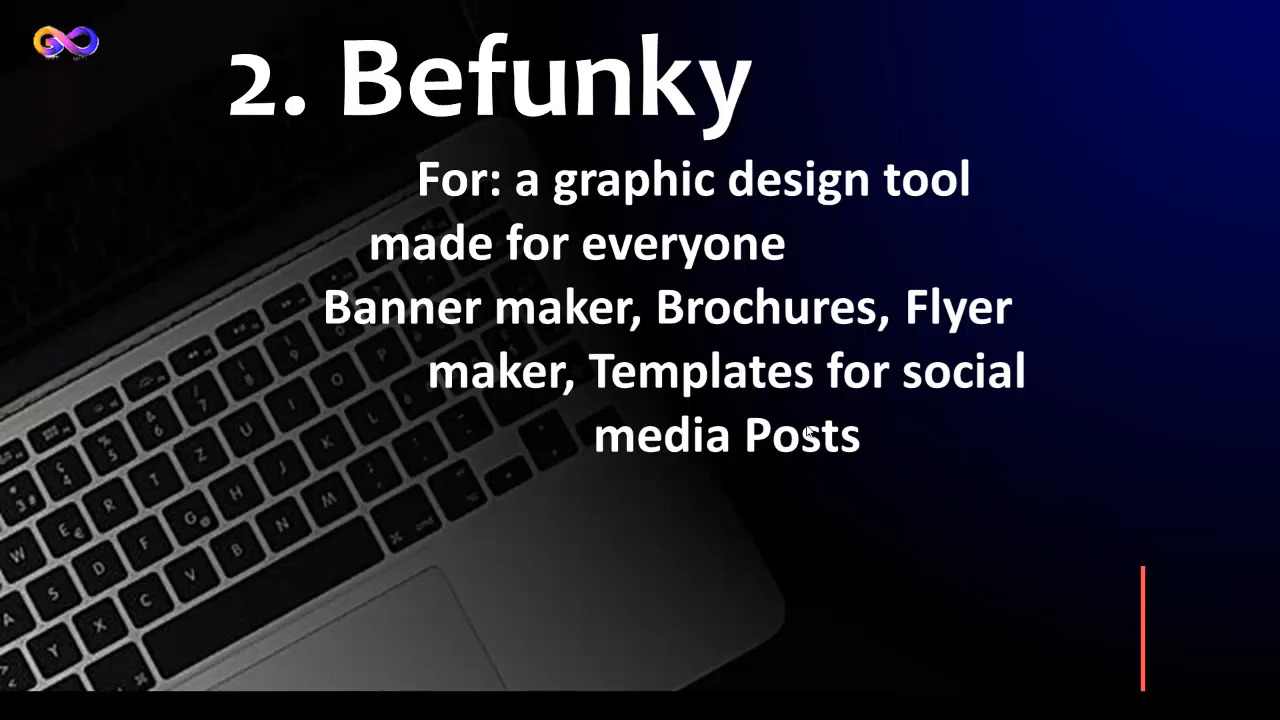 2. Befunky
For: a graphic design tool
made for everyone
Banner maker, Brochures, Flyer
maker, Templates for social
media Posts